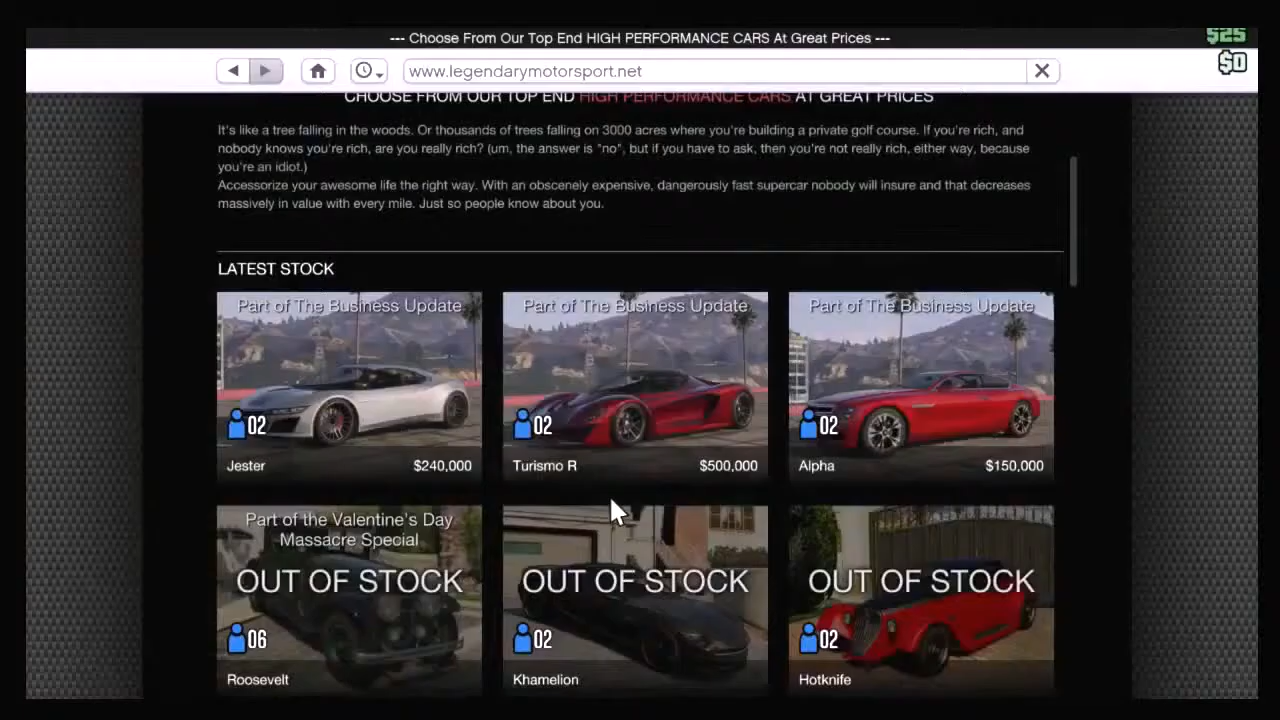 --- Choose From Our Top End HIGH PERFORMANCE CARS At Great Prices ---
$25
$0
www.legendarymotorsport.net
CHOOSE FROM OUR TOP END HIGH PERFORMANCE CARS AT GREAT PRICES
It's like a tree falling in the woods. Or thousands of trees falling on 3000 acres where you're building a private golf course. If you're rich, and
nobody knows you're rich, are you really rich? (um, the answer is "no", but if you have to ask, then you're not really rich, either way, because
you're an idiot.)
Accessorize your awesome life the right way. With an obscenely expensive, dangerously fast supercar nobody will insure and that decreases
massively in value with every mile. Just so people know about you.
LATEST STOCK
Part of The Business Update
02
Jester $240,000
Part of The Business Update
02
Turismo R $500,000
Part of The Business Update
02
Alpha $150,000
Part of the Valentine's Day
Massacre Special
OUT OF STOCK
06
Roosevelt
OUT OF STOCK
02
Khamelion
OUT OF STOCK
02
Hotknife